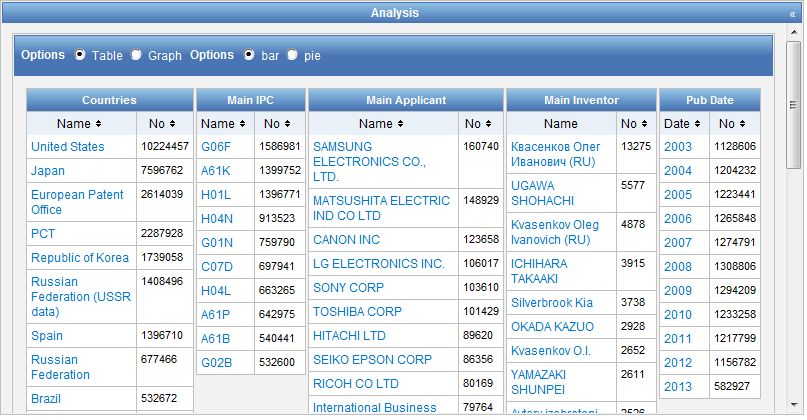 Analysis «
Options Table Graph Options bar pie
Countries
Name No
United States 10224457
Japan 7596762
European Patent 2614039
Office
PCT 2287928
Republic of Korea 1739058
Russian 1408496
Federation (USSR
data)
Spain 1396710
Russian 677466
Federation
Brazil 532672
Main IPC
Name No
G06F 1586981
A61K 1399752
H01L 1396771
H04N 913523
G01N 759790
C07D 697941
H04L 663265
A61P 642975
A61B 540441
G02B 532600
Main Applicant
Name No
SAMSUNG 160740
ELECTRONICS CO.,
LTD.
MATSUSHITA ELECTRIC 148929
IND CO LTD
CANON INC 123658
LG ELECTRONICS INC. 106017
SONY CORP 103610
TOSHIBA CORP 101429
HITACHI LTD 89620
SEIKO EPSON CORP 86356
RICOH CO LTD 80169
International Business 79764
Main Inventor
Name No
Квасенков Олег 13275
Иванович (RU)
UGAWA 5577
SHOHACHI
Kvasenkov Oleg 4878
Ivanovich (RU)
ICHIHARA 3915
TAKAAKI
Silverbrook Kia 3738
OKADA KAZUO 2928
Kvasenkov O.I. 2652
YAMAZAKI 2611
SHUNPEI
Pub Date
Date No
2003 1128606
2004 1204232
2005 1223441
2006 1265848
2007 1274791
2008 1308806
2009 1294209
2010 1233258
2011 1217799
2012 1156782
2013 582927